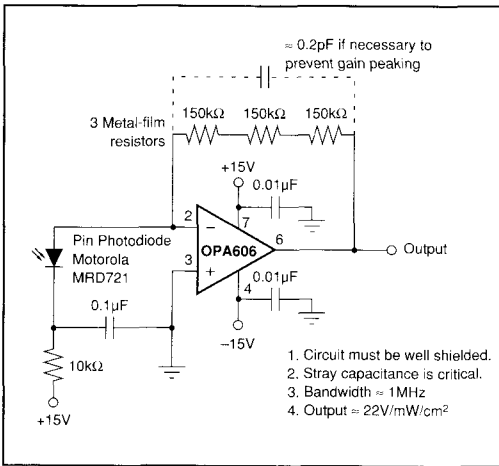 ≈ 0.2pF if necessary to
prevent gain peaking
150kΩ 150kΩ 150kΩ
3 Metal-film
resistors
+15V
0.01µF
7
2
−
6
OPA606
Output
3
+
Pin Photodiode
Motorola
MRD721
0.01µF
4
0.1µF
−15V
10kΩ
+15V
1. Circuit must be well shielded.
2. Stray capacitance is critical.
3. Bandwidth ≈ 1MHz
4. Output ≈ 22V/mW/cm²